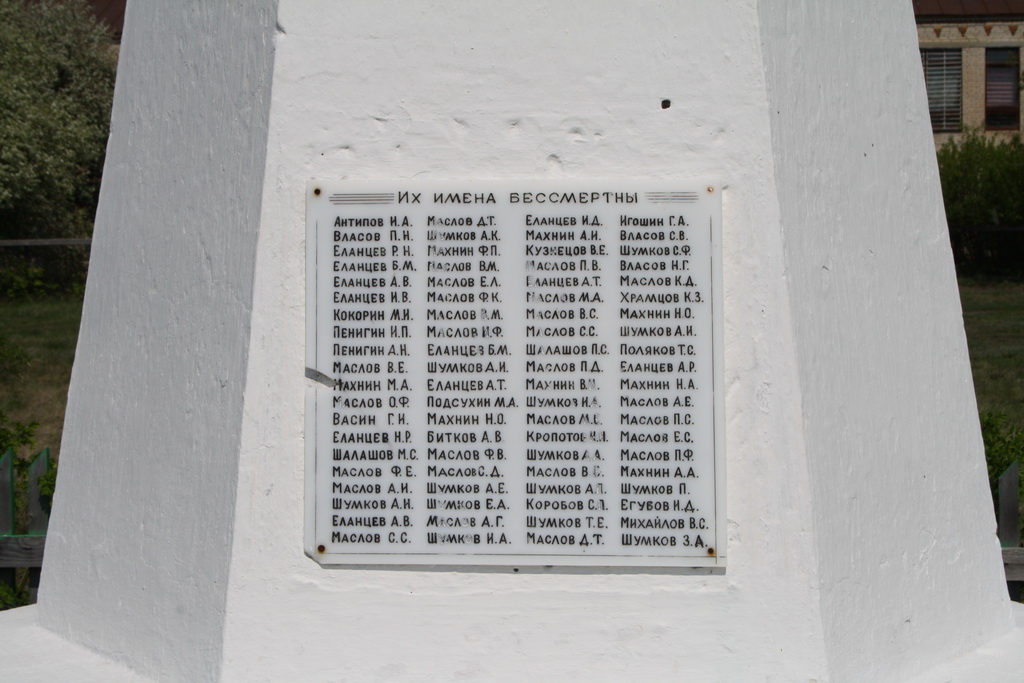 Их имена бессмертны
Антипов И.А. Маслов Д.Т. Еланцев И.Д. Игошин Г.А.
Власов П.Н. Шумков А.К. Махнин А.И. Власов С.В.
Еланцев Р.Н. Махнин Ф.П. Кузнецов В.Е. Шумков С.Ф.
Еланцев Б.М. Маслов В.М. Маслов П.В. Власов Н.Г.
Еланцев А.В. Маслов Е.Л. Еланцев А.Т. Маслов К.Д.
Еланцев И.В. Маслов Ф.К. Маслов М.А. Храмцов К.З.
Кокорин М.И. Маслов Маслов В.С. Махнин Н.О.
Пенигин И.П. Маслов Маслов С.С. Шумков А.И.
Пенигин А.Н. Еланцев Б.М. Шалашов П.С. Поляков Т.С.
Маслов В.Е. Шумков А.И. Маслов П.Д. Еланцев А.Р.
Махнин М.А. Еланцев А.Т. Махнин Махнин Н.А.
Маслов О.Ф. Подсухин М.А. Шумков Маслов А.Е.
Васин Г.И. Махнин Н.О. Маслов Маслов П.С.
Еланцев Н.Р. Битков А.В. Кропотов Маслов Е.С.
Шалашов М.С. Маслов Ф.В. Шумков Маслов П.Ф.
Маслов Ф.Е. Маслов С.Д. Маслов Махнин А.А.
Маслов А.И. Шумков А.Е. Шумков Шумков П.
Шумков А.И. Шумков Е.А. Коробов Егубов И.Д.
Еланцев А.В. Маслов А.Г. Шумков Т.Е. Михайлов В.С.
Маслов С.С. Шумков И.А. Маслов Д.Т. Шумков З.А.